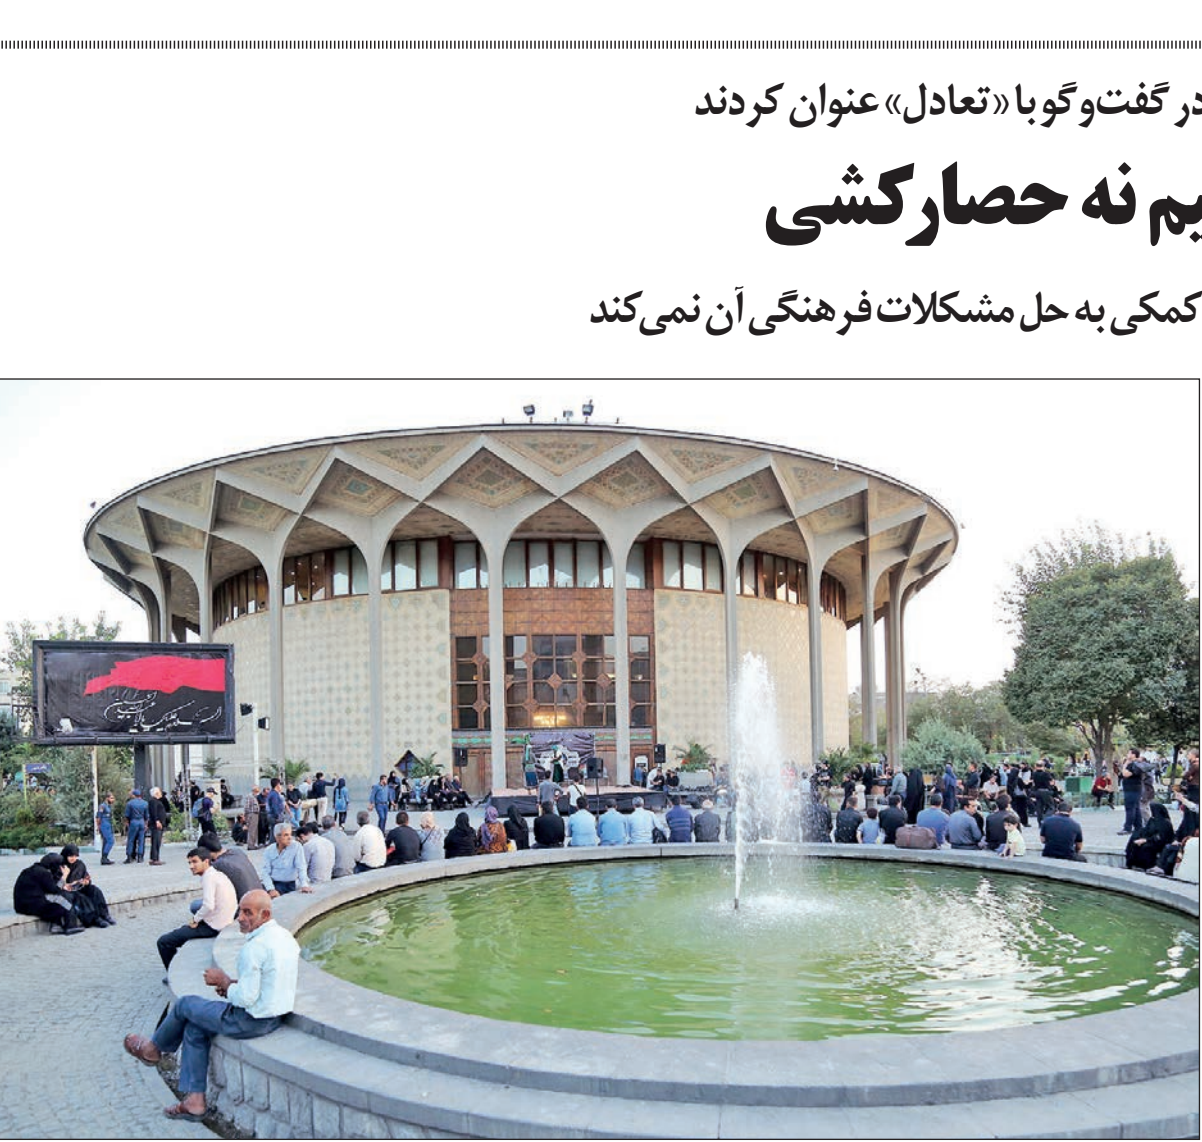 در گفت‌وگو با «تعادل» عنوان کردند
یم نه حصارکشی
کمکی به حل مشکلات فرهنگی آن نمی‌کند